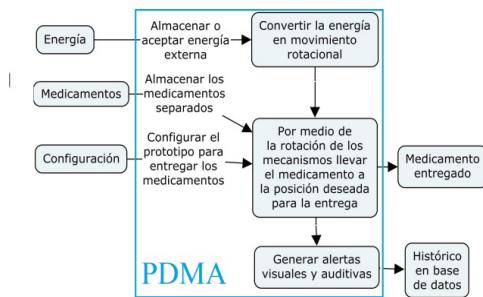 Energía
Almacenar o
aceptar energía
externa
Convertir la energía
en movimiento
rotacional
Medicamentos
Almacenar los
medicamentos
separados
Configuración
Configurar el
prototipo para
entregar los
medicamentos
Por medio de
la rotación de los
mecanismos llevar
el medicamento a
la posición deseada
para la entrega
Medicamento
entregado
Generar alertas
visuales y auditivas
Histórico
en base
de datos
PDMA